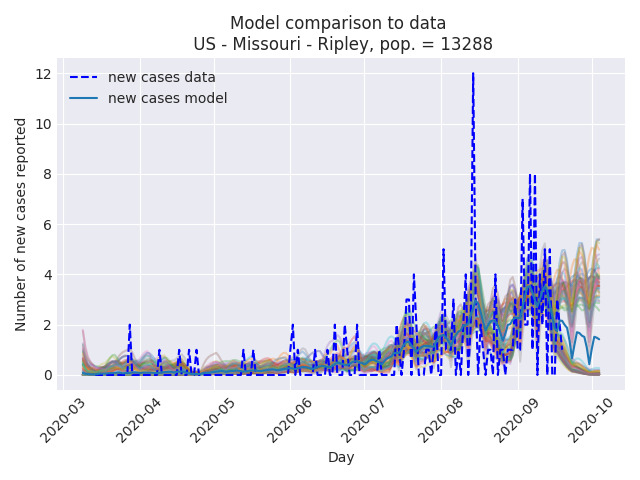 Model comparison to data
US - Missouri - Ripley, pop. = 13288
new cases data
new cases model
Number of new cases reported
12
10
8
6
4
2
0
2020-03
2020-04
2020-05
2020-06
2020-07
2020-08
2020-09
2020-10
Day